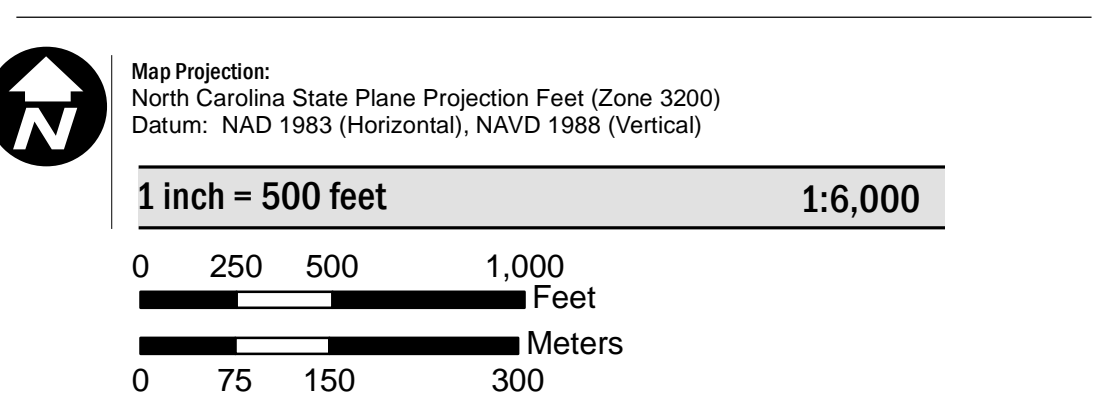 N
Map Projection:
North Carolina State Plane Projection Feet (Zone 3200)
Datum: NAD 1983 (Horizontal), NAVD 1988 (Vertical)
1 inch = 500 feet 1:6,000
0 250 500 1,000
Feet
Meters
0 75 150 300